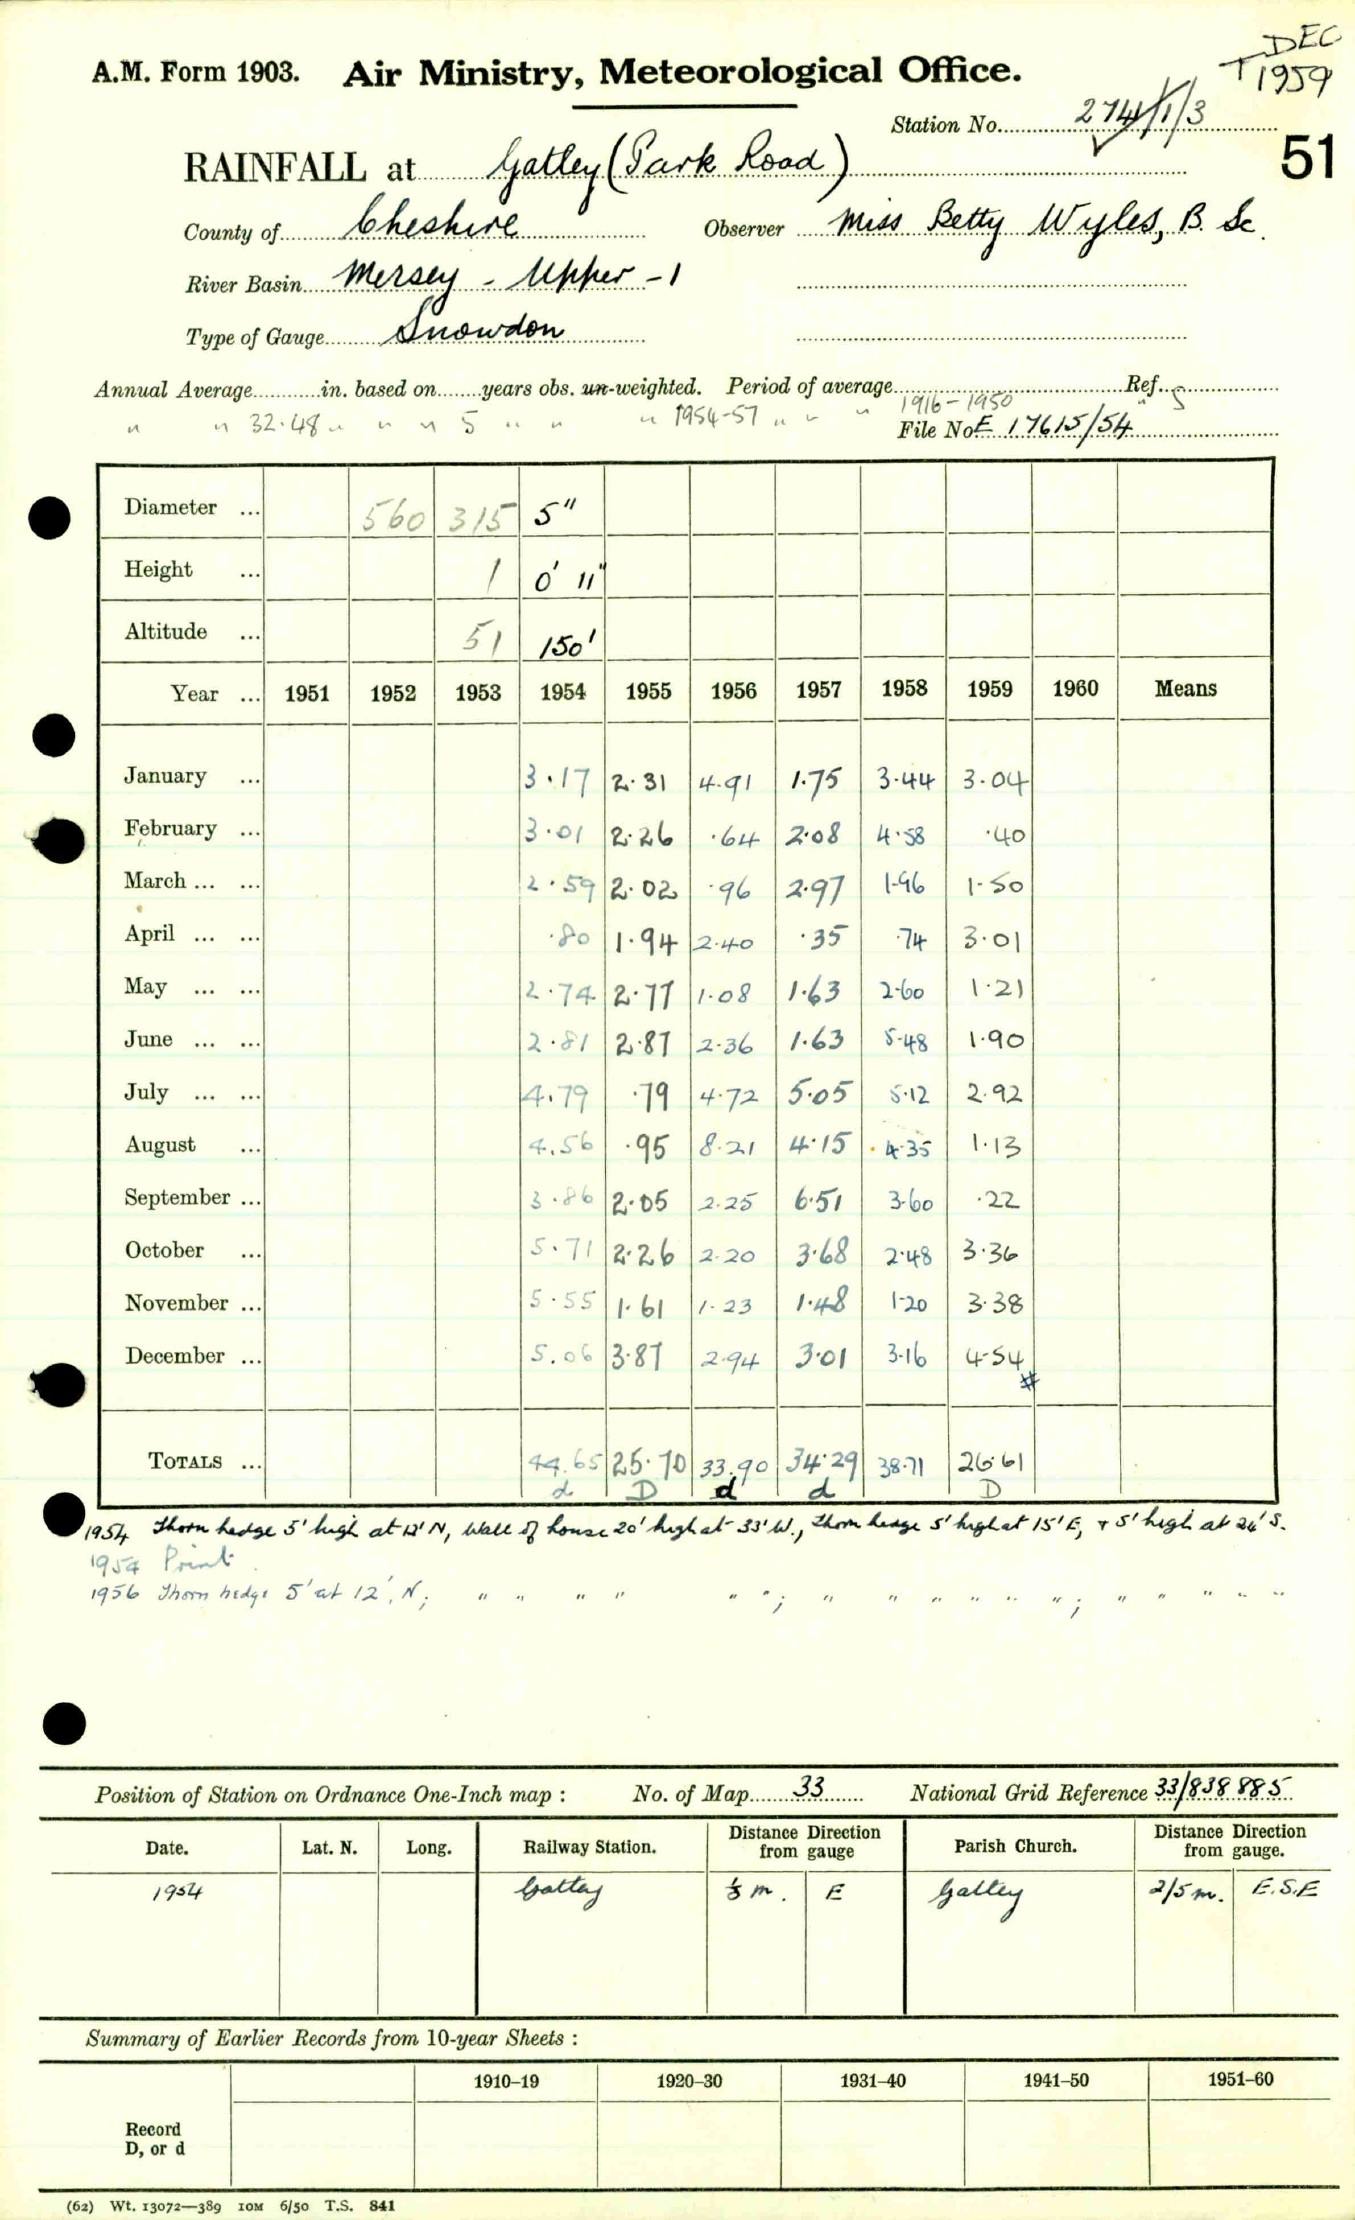 DEC
T 1959
A.M. Form 1903. Air Ministry, Meteorological Office.
Station No. 274/1/3
51
RAINFALL at Gatley (Park Road)
County of Cheshire Observer Miss Betty Wyles, B. Sc.
River Basin Mersey - Upper - 1
Type of Gauge Snowdon
Annual Average in. based on years obs. un-weighted. Period of average 1916-1950 Ref. S
" " 32.48 " " " 5 " " " 1954-57 " " " File No. E 17615/54 "
Diameter ... 560 315 5"
Height ... 1 0' 11"
Altitude ... 51 150'
Year ... 1951 1952 1953 1954 1955 1956 1957 1958 1959 1960 Means
January ... 3.17 2.31 4.91 1.75 3.44 3.04
February ... 3.01 2.26 .64 2.08 4.58 .40
March ... ... 2.59 2.02 .96 2.97 1.96 1.50
April ... ... .80 1.94 2.40 .35 .74 3.01
May ... ... 2.74 2.77 1.08 1.63 2.60 1.21
June ... ... 2.81 2.87 2.36 1.63 5.48 1.90
July ... ... 4.79 .79 4.72 5.05 5.12 2.92
August ... 4.56 .95 8.21 4.15 4.35 1.13
September ... 3.86 2.05 2.25 6.51 3.60 .22
October ... 5.71 2.26 2.20 3.68 2.48 3.36
November ... 5.55 1.61 1.23 1.48 1.20 3.38
December ... 5.06 3.87 2.94 3.01 3.16 4.54
#
TOTALS ... 44.65 25.70 33.90 34.29 38.71 26.61
d D d d D
1954 Thorn hedge 5' high at 12' N, Wall of house 20' high at 33' W., Thorn hedge 5' high at 15' E, + 5' high at 24' S.
1954 Print.
1956 Thorn hedge 5' at 12', N; " " " " " " ; " " " " " " ; " " " " "
Position of Station on Ordnance One-Inch map : No. of Map 33 National Grid Reference 33/838 885
Date. Lat. N. Long. Railway Station. Distance Direction from gauge Parish Church. Distance Direction from gauge.
1954 Gatley 1/3 m. E Gatley 2/5 m. E.S.E
Summary of Earlier Records from 10-year Sheets :
1910–19 1920–30 1931–40 1941–50 1951–60
Record
D, or d
(62) Wt. 13072—389 10M 6/50 T.S. 841